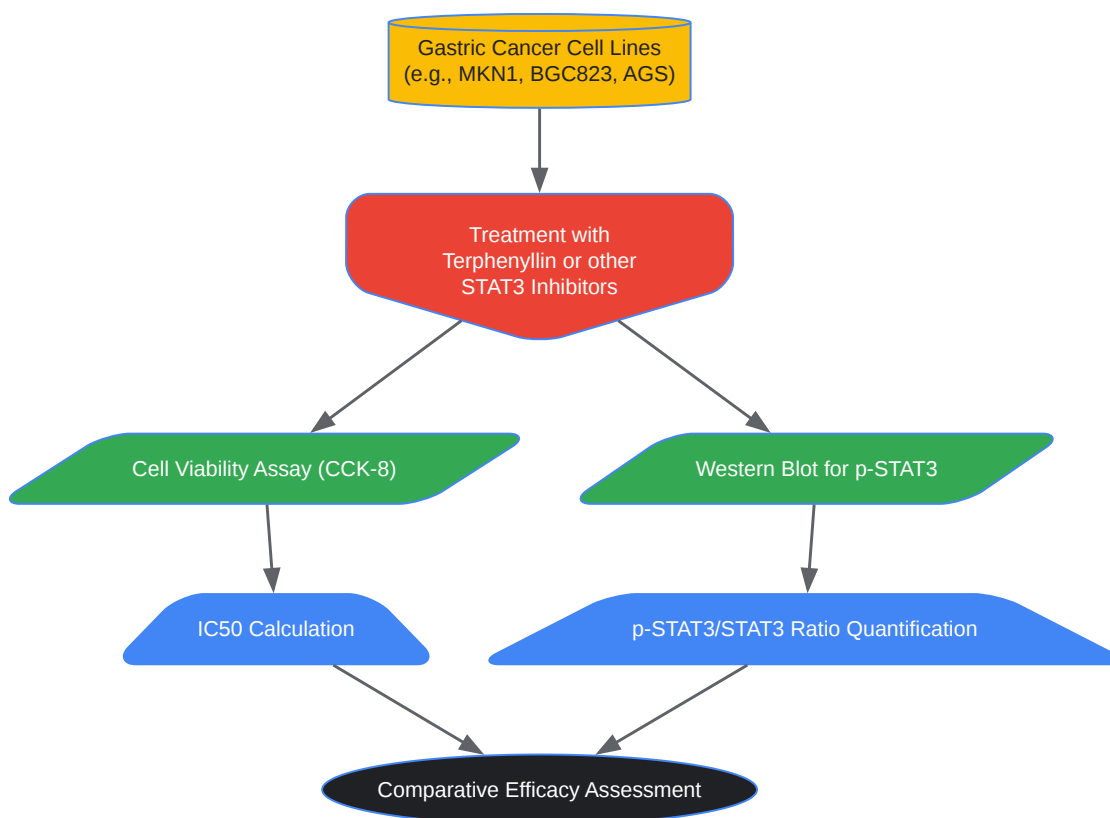 Gastric Cancer Cell Lines
(e.g., MKN1, BGC823, AGS)
Treatment with
Terphenyllin or other
STAT3 Inhibitors
Cell Viability Assay (CCK-8)
Western Blot for p-STAT3
IC50 Calculation
p-STAT3/STAT3 Ratio Quantification
Comparative Efficacy Assessment